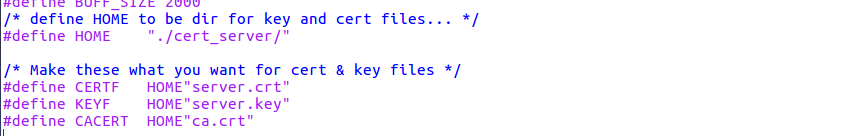 #define BUFF_SIZE 2000
/* define HOME to be dir for key and cert files... */
#define HOME    "./cert_server/"

/* Make these what you want for cert & key files */
#define CERTF   HOME"server.crt"
#define KEYF    HOME"server.key"
#define CACERT  HOME"ca.crt"